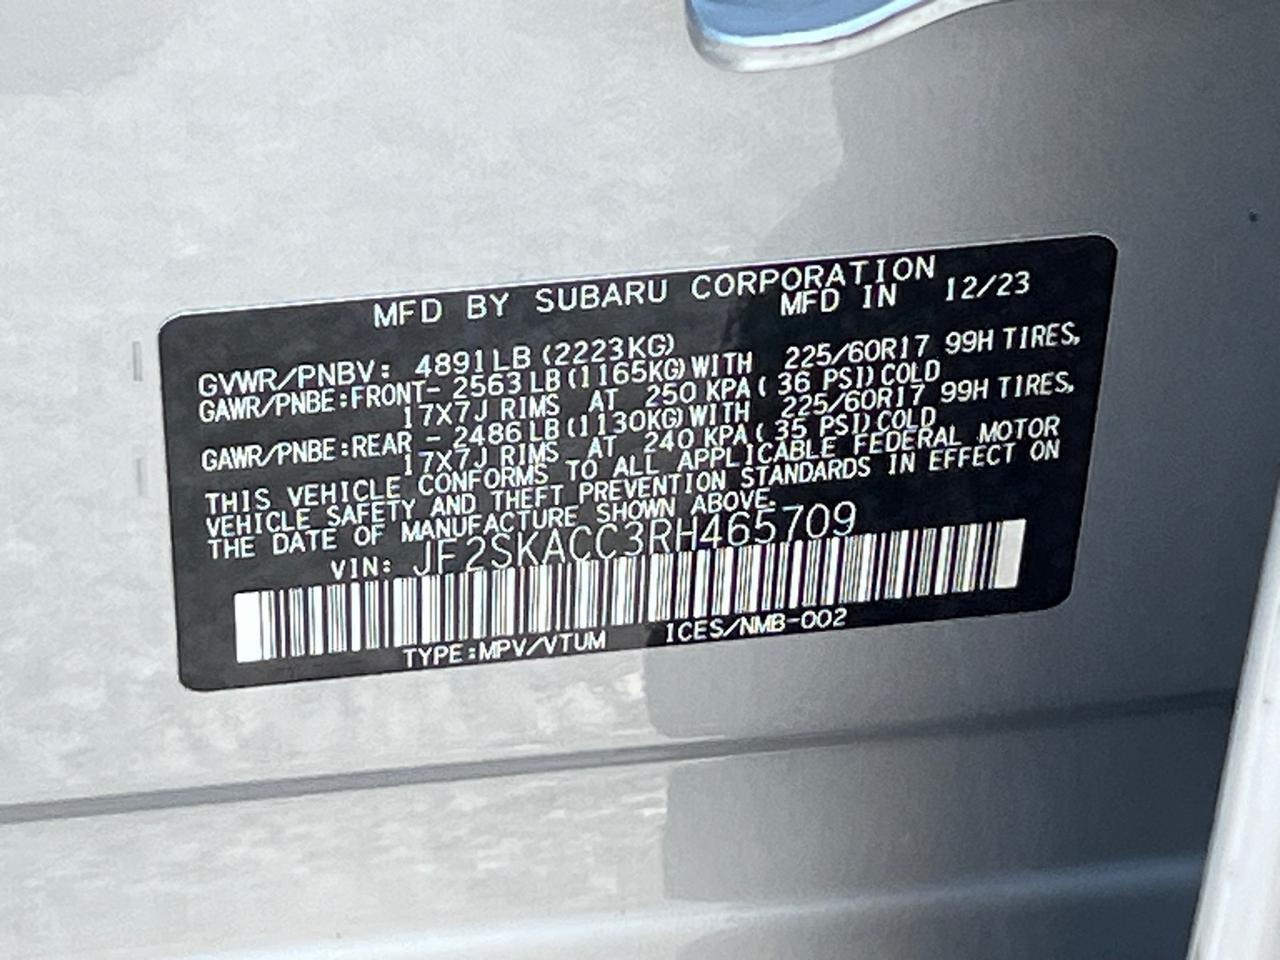 MFD BY SUBARU CORPORATION
MFD IN 12/23
GVWR/PNBV: 4891LB (2223KG)
GAWR/PNBE:FRONT- 2563 LB(1165KG)WITH 225/60R17 99H TIRES,
17X7J RIMS AT 250 KPA( 36 PSI)COLD
GAWR/PNBE:REAR - 2486 LB(1130KG)WITH 225/60R17 99H TIRES,
17X7J RIMS AT 240 KPA( 35 PSI)COLD
THIS VEHICLE CONFORMS TO ALL APPLICABLE FEDERAL MOTOR
VEHICLE SAFETY AND THEFT PREVENTION STANDARDS IN EFFECT ON
THE DATE OF MANUFACTURE SHOWN ABOVE.
VIN: JF2SKACC3RH465709
TYPE:MPV/VTUM ICES/NMB-002